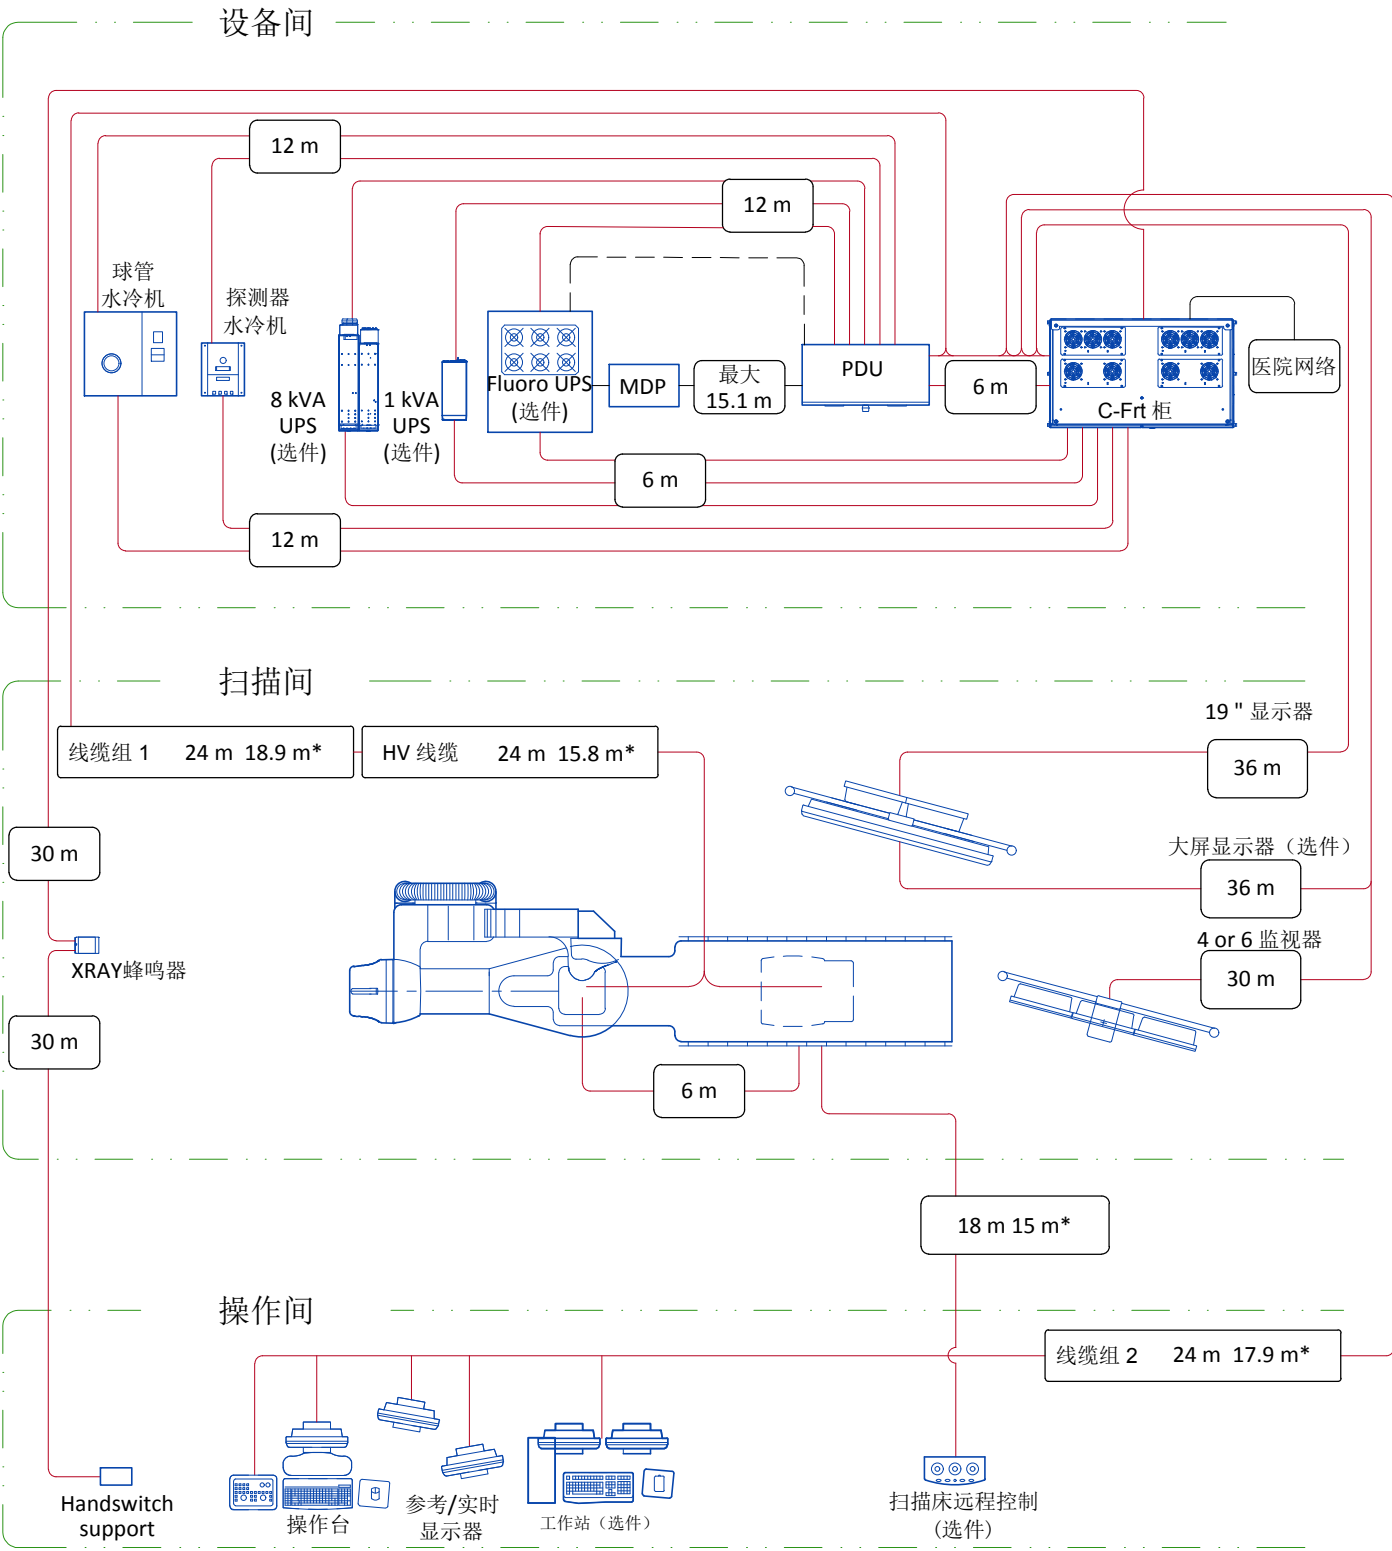 设备间
12 m
12 m
球管
水冷机
探测器
水冷机
8 kVA
UPS
(选件)
1 kVA
UPS
(选件)
Fluoro UPS
(选件)
MDP
最大
15.1 m
PDU
6 m
C-Frt 柜
医院网络
6 m
12 m
扫描间
19 " 显示器
线缆组 1 24 m 18.9 m*
HV 线缆 24 m 15.8 m*
36 m
30 m
大屏显示器（选件）
36 m
4 or 6 监视器
30 m
XRAY蜂鸣器
30 m
6 m
18 m 15 m*
操作间
线缆组 2 24 m 17.9 m*
Handswitch
support
操作台
参考/实时
显示器
工作站（选件）
扫描床远程控制
(选件)